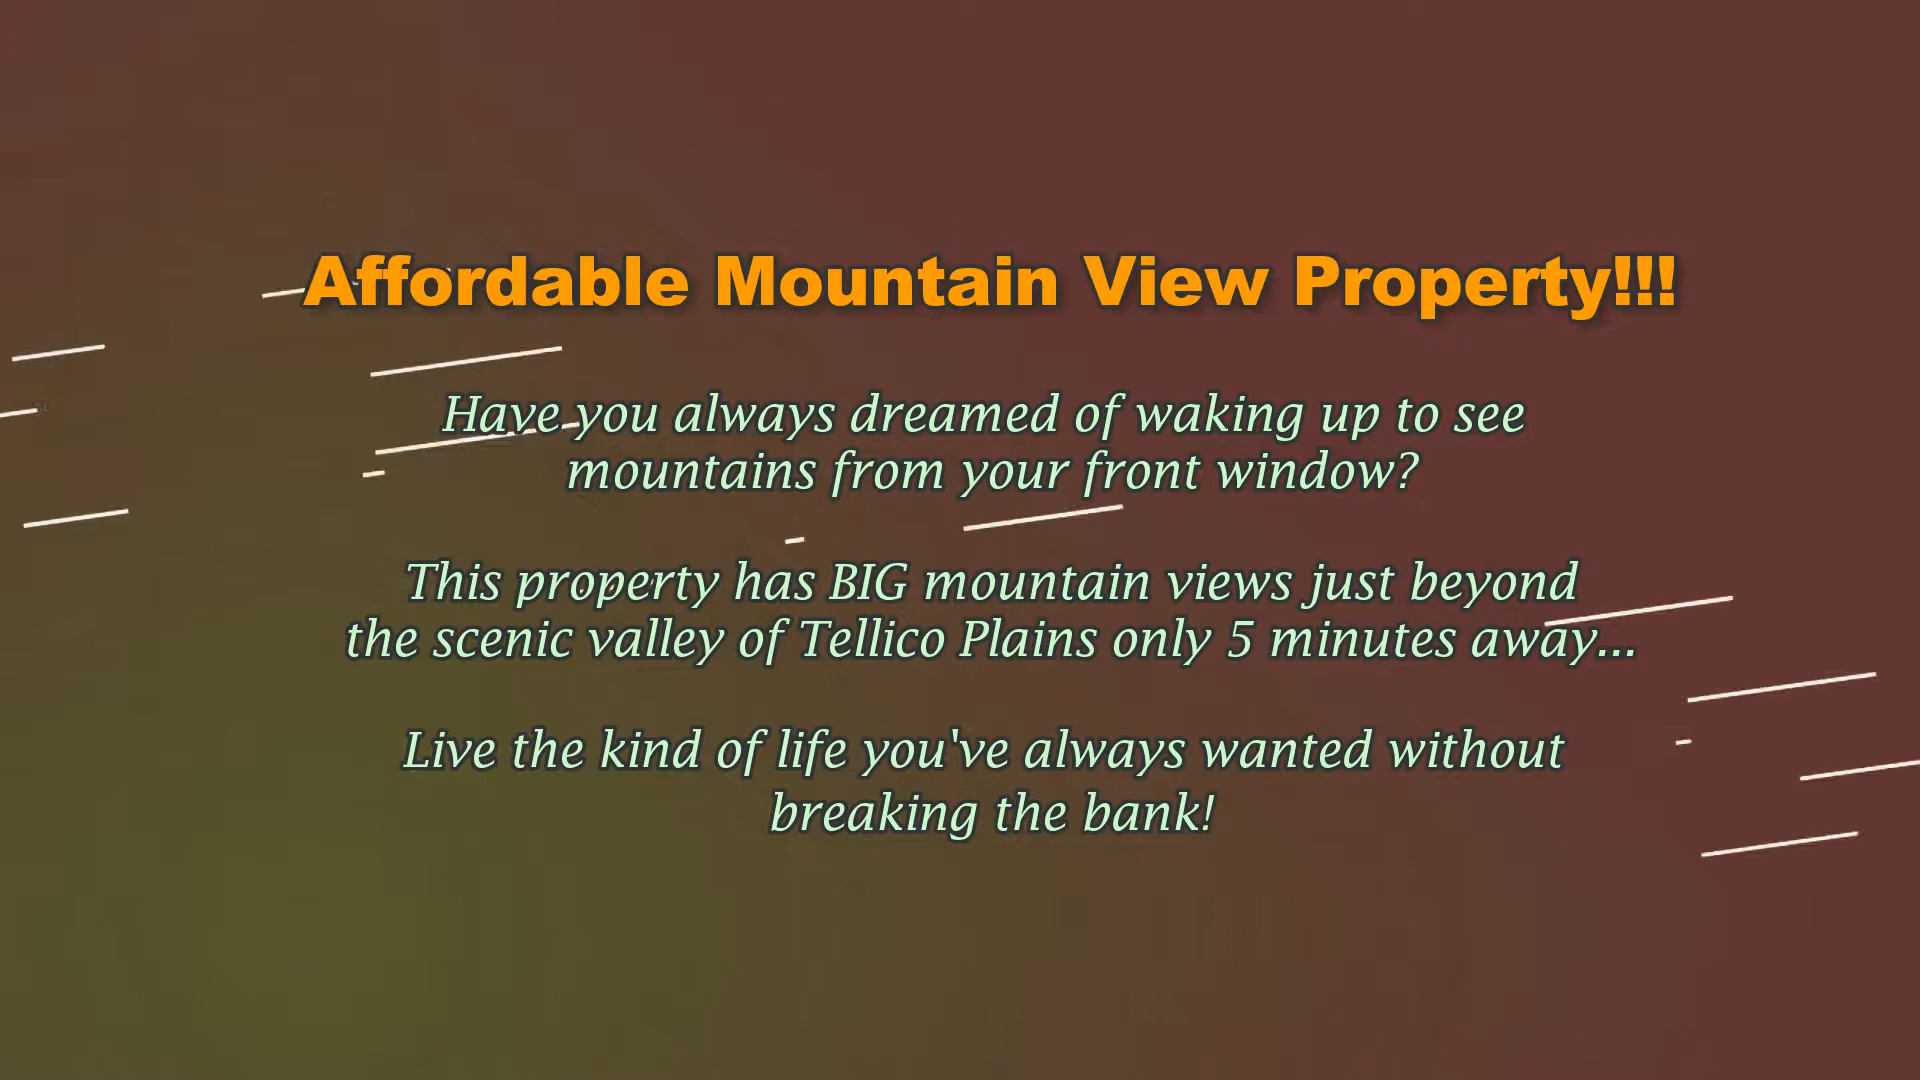 Affordable Mountain View Property!!!
Have you always dreamed of waking up to see
mountains from your front window?
This property has BIG mountain views just beyond
the scenic valley of Tellico Plains only 5 minutes away...
Live the kind of life you've always wanted without
breaking the bank!